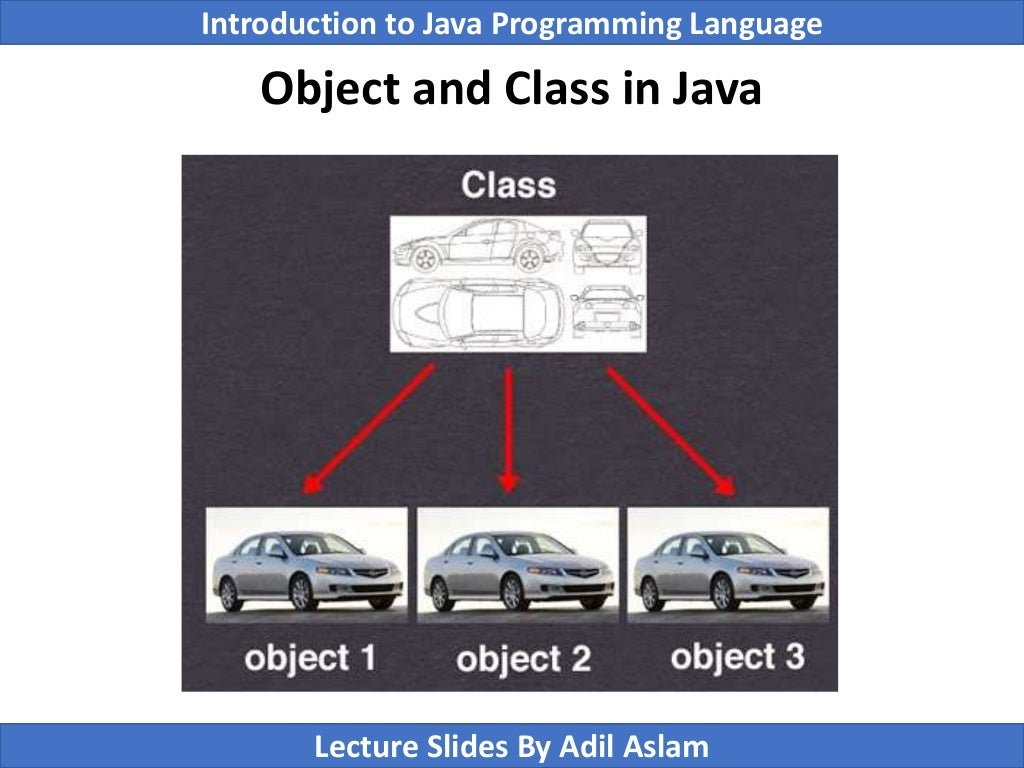 Introduction to Java Programming Language
Object and Class in Java
Class
object 1
object 2
object 3
Lecture Slides By Adil Aslam